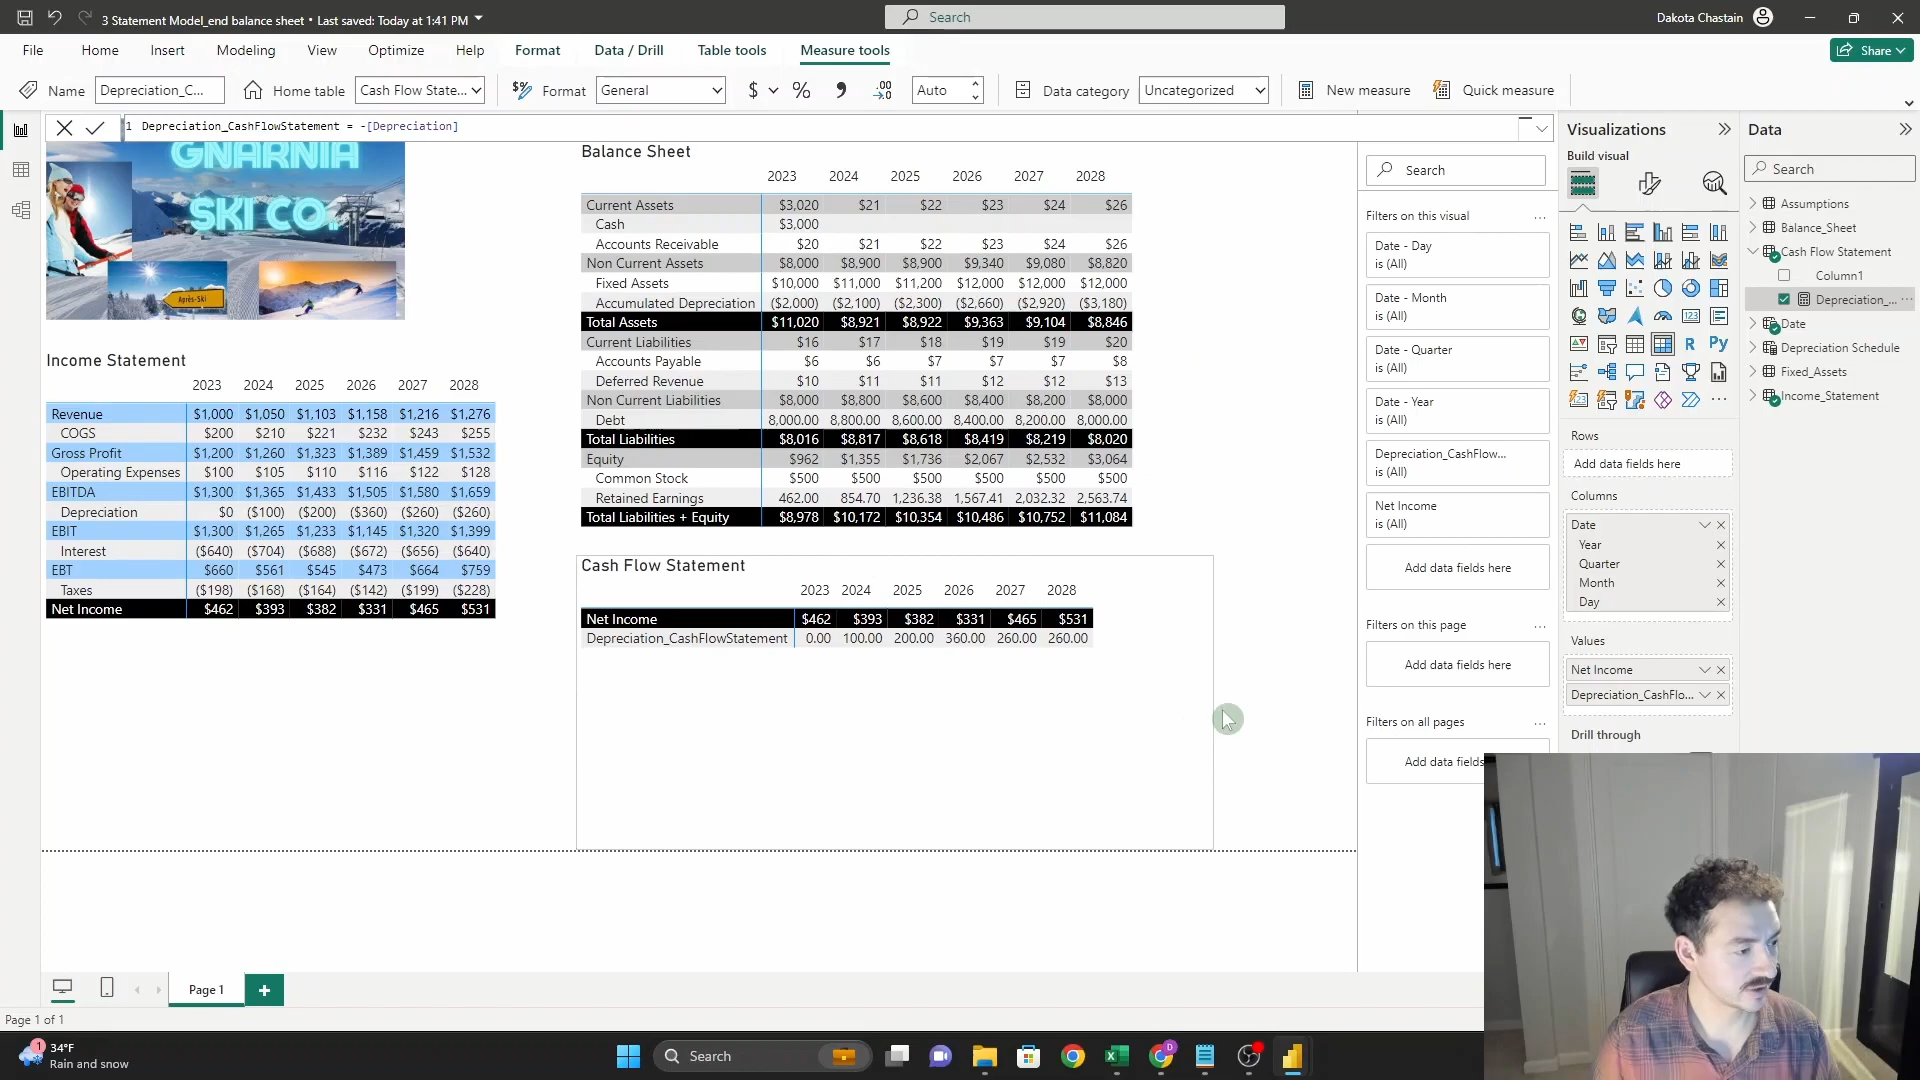 3 Statement Model_end balance sheet • Last saved: Today at 1:41 PM
Search
Dakota Chastain
File Home Insert Modeling View Optimize Help Format Data / Drill Table tools Measure tools
Share
Name Depreciation_C... Home table Cash Flow State... Format General $ % , .00 Auto Data category Uncategorized New measure Quick measure
1 Depreciation_CashFlowStatement = -[Depreciation]
GNARNIA
SKI CO.
Après-Ski
Income Statement
2023 2024 2025 2026 2027 2028
Revenue $1,000 $1,050 $1,103 $1,158 $1,216 $1,276
COGS $200 $210 $221 $232 $243 $255
Gross Profit $1,200 $1,260 $1,323 $1,389 $1,459 $1,532
Operating Expenses $100 $105 $110 $116 $122 $128
EBITDA $1,300 $1,365 $1,433 $1,505 $1,580 $1,659
Depreciation $0 ($100) ($200) ($360) ($260) ($260)
EBIT $1,300 $1,265 $1,233 $1,145 $1,320 $1,399
Interest ($640) ($704) ($688) ($672) ($656) ($640)
EBT $660 $561 $545 $473 $664 $759
Taxes ($198) ($168) ($164) ($142) ($199) ($228)
Net Income $462 $393 $382 $331 $465 $531
Balance Sheet
2023 2024 2025 2026 2027 2028
Current Assets $3,020 $21 $22 $23 $24 $26
Cash $3,000
Accounts Receivable $20 $21 $22 $23 $24 $26
Non Current Assets $8,000 $8,900 $8,900 $9,340 $9,080 $8,820
Fixed Assets $10,000 $11,000 $11,200 $12,000 $12,000 $12,000
Accumulated Depreciation ($2,000) ($2,100) ($2,300) ($2,660) ($2,920) ($3,180)
Total Assets $11,020 $8,921 $8,922 $9,363 $9,104 $8,846
Current Liabilities $16 $17 $18 $19 $19 $20
Accounts Payable $6 $6 $7 $7 $7 $8
Deferred Revenue $10 $11 $11 $12 $12 $13
Non Current Liabilities $8,000 $8,800 $8,600 $8,400 $8,200 $8,000
Debt 8,000.00 8,800.00 8,600.00 8,400.00 8,200.00 8,000.00
Total Liabilities $8,016 $8,817 $8,618 $8,419 $8,219 $8,020
Equity $962 $1,355 $1,736 $2,067 $2,532 $3,064
Common Stock $500 $500 $500 $500 $500 $500
Retained Earnings 462.00 854.70 1,236.38 1,567.41 2,032.32 2,563.74
Total Liabilities + Equity $8,978 $10,172 $10,354 $10,486 $10,752 $11,084
Cash Flow Statement
2023 2024 2025 2026 2027 2028
Net Income $462 $393 $382 $331 $465 $531
Depreciation_CashFlowStatement 0.00 100.00 200.00 360.00 260.00 260.00
Search
Filters on this visual ...
Date - Day
is (All)
Date - Month
is (All)
Date - Quarter
is (All)
Date - Year
is (All)
Depreciation_CashFlow...
is (All)
Net Income
is (All)
Add data fields here
Filters on this page ...
Add data fields here
Filters on all pages ...
Add data fields
Visualizations
Build visual
123
R Py
123
...
Rows
Add data fields here
Columns
Date
Year
Quarter
Month
Day
Values
Net Income
Depreciation_CashFlo...
Drill through
Data
Search
Assumptions
Balance_Sheet
Cash Flow Statement
Column1
Depreciation_... ...
Date
Depreciation Schedule
Fixed_Assets
Income_Statement
Page 1
Page 1 of 1
1
34°F
Rain and snow
Search
D